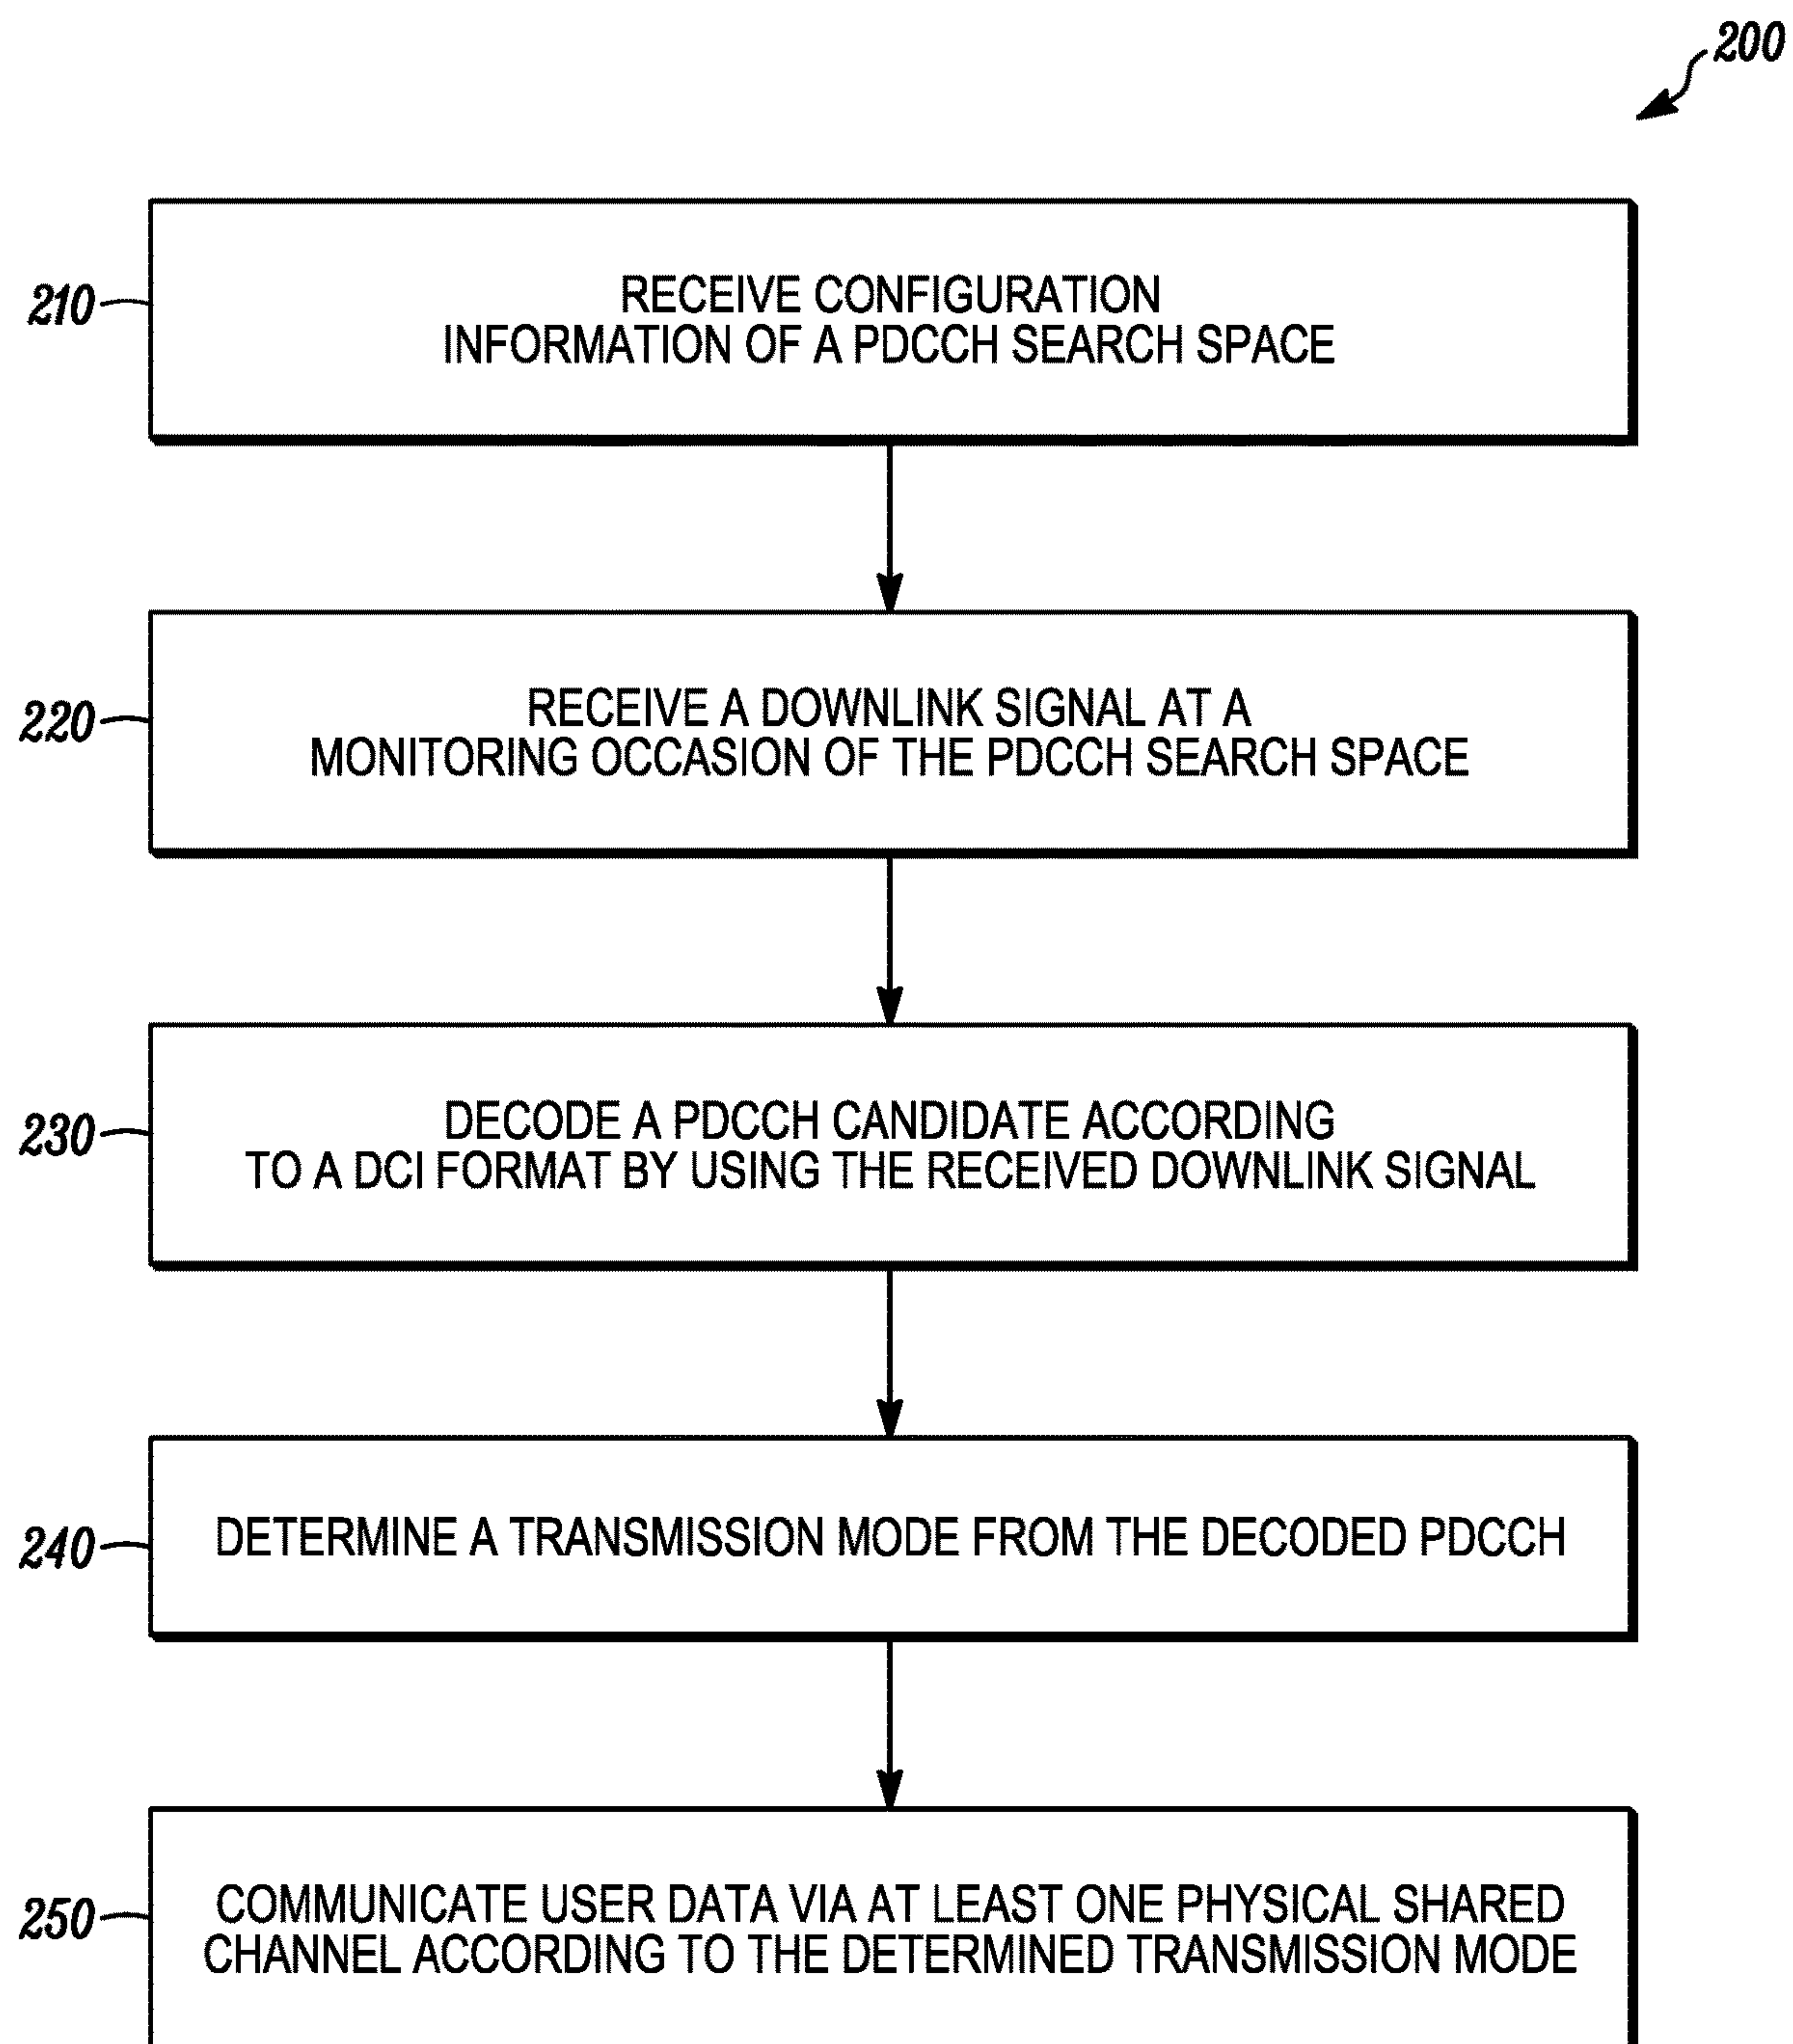 200
210
RECEIVE CONFIGURATION
INFORMATION OF A PDCCH SEARCH SPACE
220
RECEIVE A DOWNLINK SIGNAL AT A
MONITORING OCCASION OF THE PDCCH SEARCH SPACE
230
DECODE A PDCCH CANDIDATE ACCORDING
TO A DCI FORMAT BY USING THE RECEIVED DOWNLINK SIGNAL
240
DETERMINE A TRANSMISSION MODE FROM THE DECODED PDCCH
250
COMMUNICATE USER DATA VIA AT LEAST ONE PHYSICAL SHARED
CHANNEL ACCORDING TO THE DETERMINED TRANSMISSION MODE